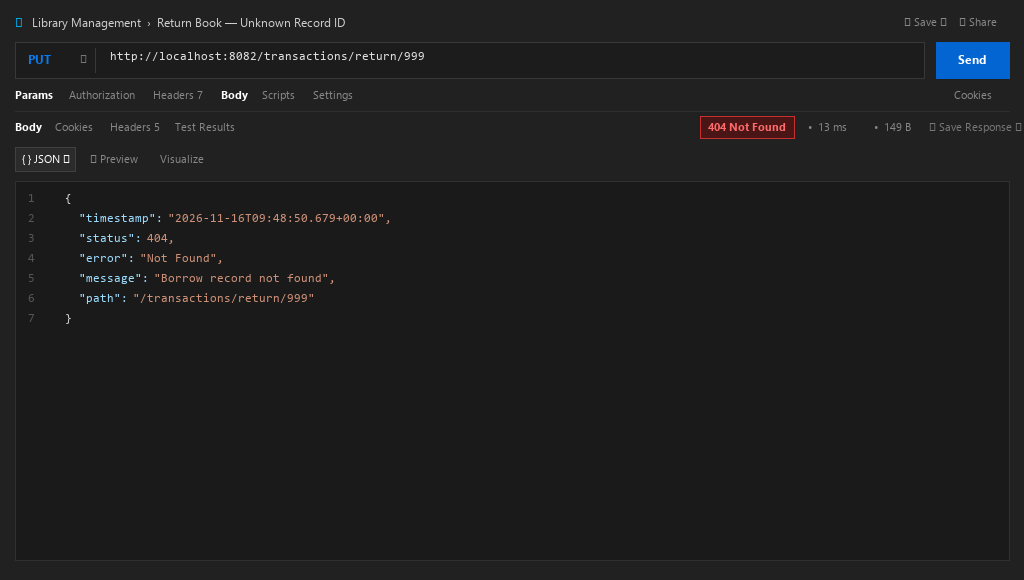 Library Management › Return Book — Unknown Record ID Save Share
PUT http://localhost:8082/transactions/return/999 Send
Params Authorization Headers 7 Body Scripts Settings Cookies
Body Cookies Headers 5 Test Results 404 Not Found • 13 ms • 149 B Save Response
{ } JSON Preview Visualize
1 {
2 "timestamp": "2026-11-16T09:48:50.679+00:00",
3 "status": 404,
4 "error": "Not Found",
5 "message": "Borrow record not found",
6 "path": "/transactions/return/999"
7 }